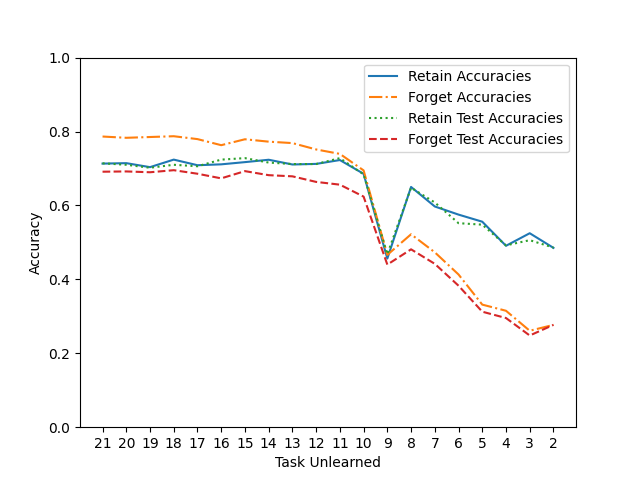 1.0
0.8
0.6
0.4
0.2
0.0
Accuracy
Retain Accuracies
Forget Accuracies
Retain Test Accuracies
Forget Test Accuracies
21 20 19 18 17 16 15 14 13 12 11 10 9 8 7 6 5 4 3 2
Task Unlearned